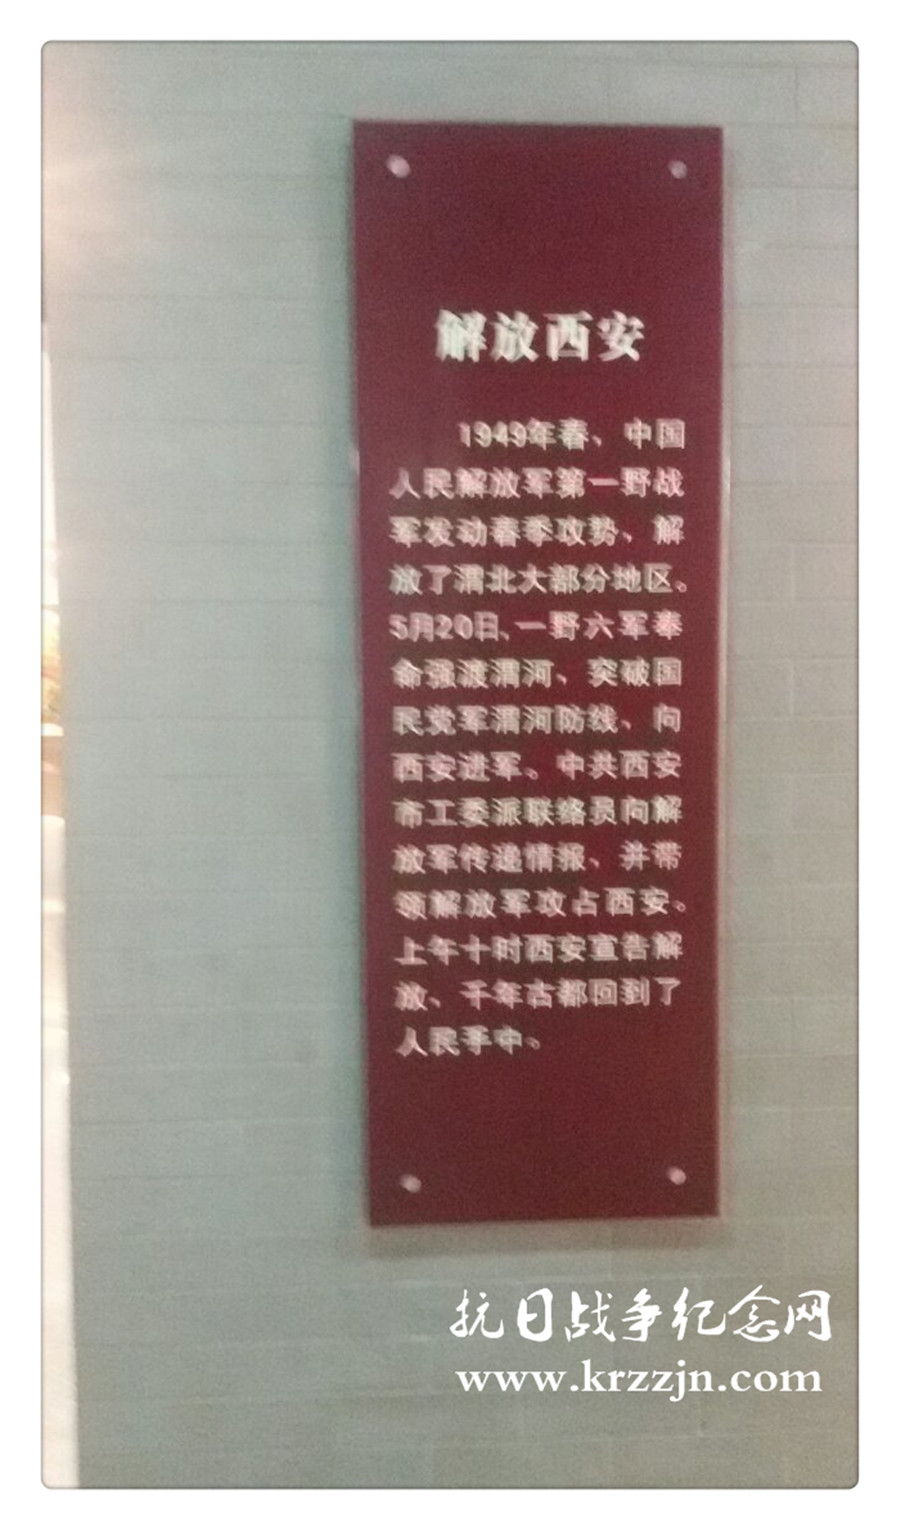 解放西安
1949年春、中国
人民解放军第一野战
军发动春季攻势、解
放了渭北大部分地区。
5月20日、一野六军奉
命强渡渭河、突破国
民党军渭河防线、向
西安进军。中共西安
市工委派联络员向解
放军传递情报、并带
领解放军攻占西安。
上午十时西安宣告解
放、千年古都回到了
人民手中。
抗日战争纪念网
www.krzzjn.com